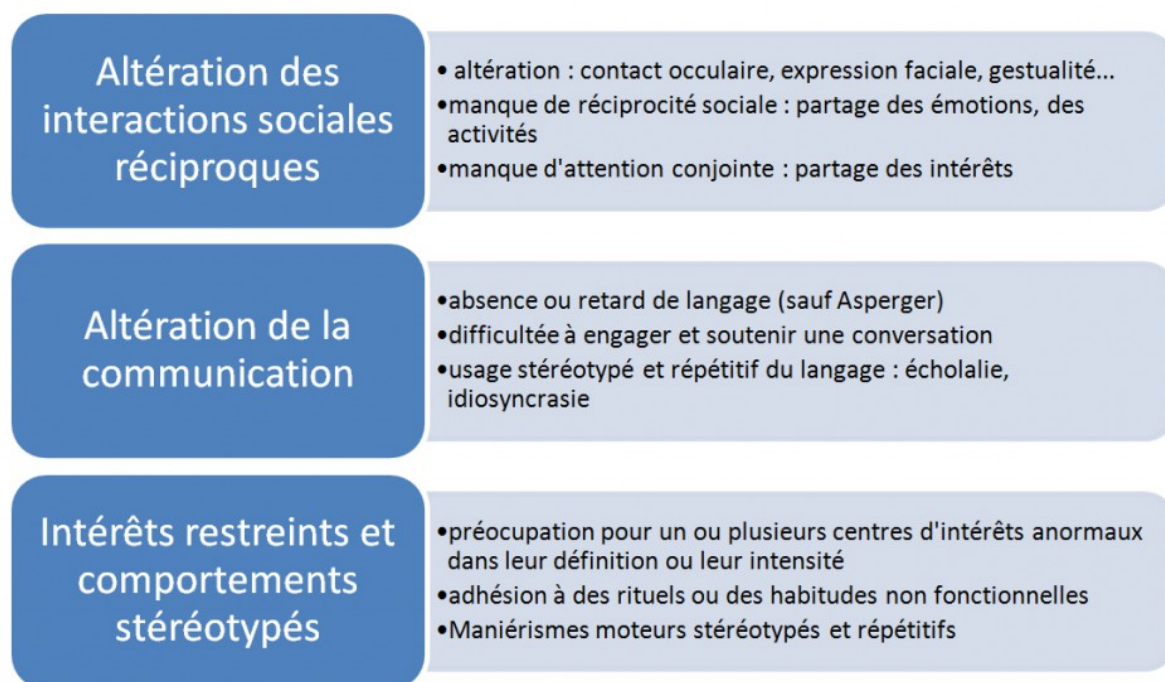 Altération des
interactions sociales
réciproques
• altération : contact occulaire, expression faciale, gestualité...
•manque de réciprocité sociale : partage des émotions, des
activités
•manque d'attention conjointe : partage des intérêts
Altération de la
communication
•absence ou retard de langage (sauf Asperger)
•difficultée à engager et soutenir une conversation
•usage stéréotypé et répétitif du langage : écholalie,
idiosyncrasie
Intérêts restreints et
comportements
stéréotypés
•préocupation pour un ou plusieurs centres d'intérêts anormaux
dans leur définition ou leur intensité
•adhésion à des rituels ou des habitudes non fonctionnelles
•Maniérismes moteurs stéréotypés et répétitifs